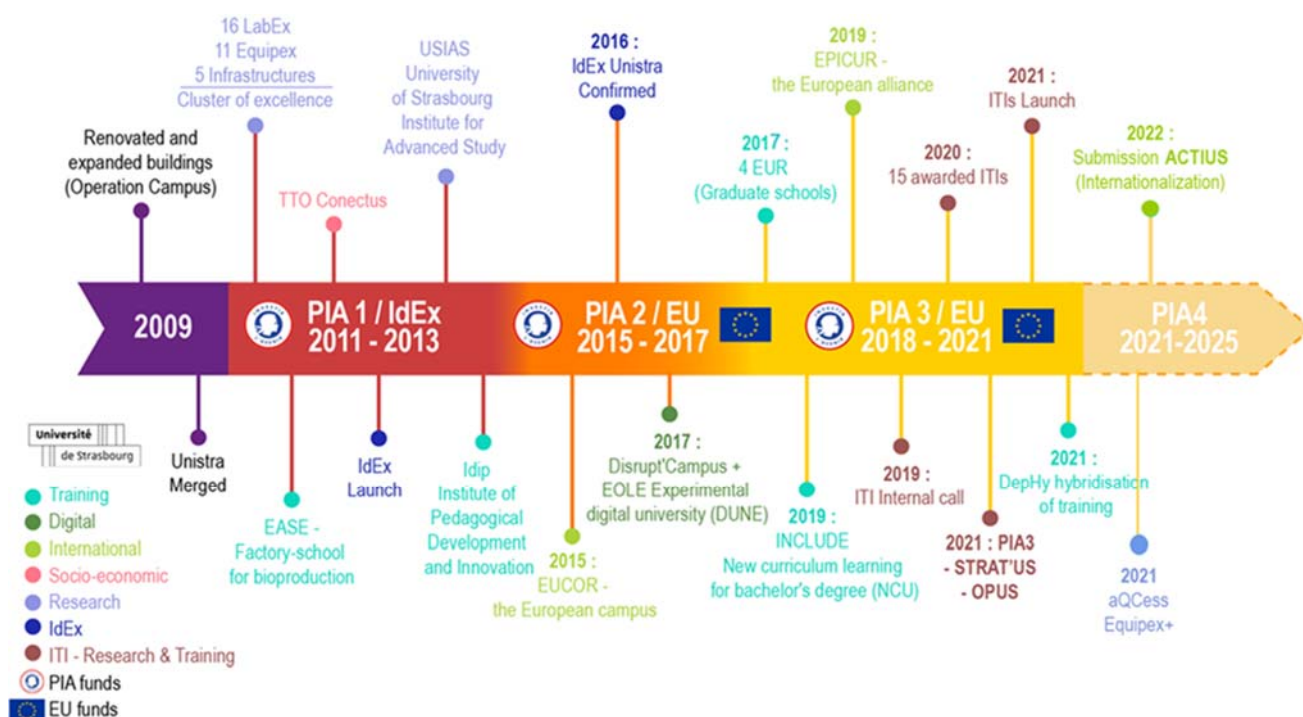 16 LabEx
11 Equipex
5 Infrastructures
Cluster of excellence
Renovated and
expanded buildings
(Operation Campus)
TTO Conectus
USIAS
University
of Strasbourg
Institute for
Advanced Study
2016 :
IdEx Unistra
Confirmed
2017 :
4 EUR
(Graduate schools)
2019 :
EPICUR -
the European alliance
2020 :
15 awarded ITIs
2021 :
ITIs Launch
2022 :
Submission ACTIUS
(Internationalization)
2009
PIA 1 / IdEx
2011 - 2013
PIA 2 / EU
2015 - 2017
PIA 3 / EU
2018 - 2021
PIA4
2021-2025
Unistra
Merged
EASE -
Factory-school
for bioproduction
IdEx
Launch
Idip
Institute of
Pedagogical
Development
and Innovation
2015 :
EUCOR -
the European campus
2017 :
Disrupt'Campus +
EOLE Experimental
digital university (DUNE)
2019 :
INCLUDE
New curriculum learning
for bachelor's degree (NCU)
2019 :
ITI Internal call
2021 : PIA3
- STRAT'US
- OPUS
2021 :
DepHy hybridisation
of training
2021
aQCess
Equipex+
Université
de Strasbourg
Training
Digital
International
Socio-economic
Research
IdEx
ITI - Research & Training
PIA funds
EU funds